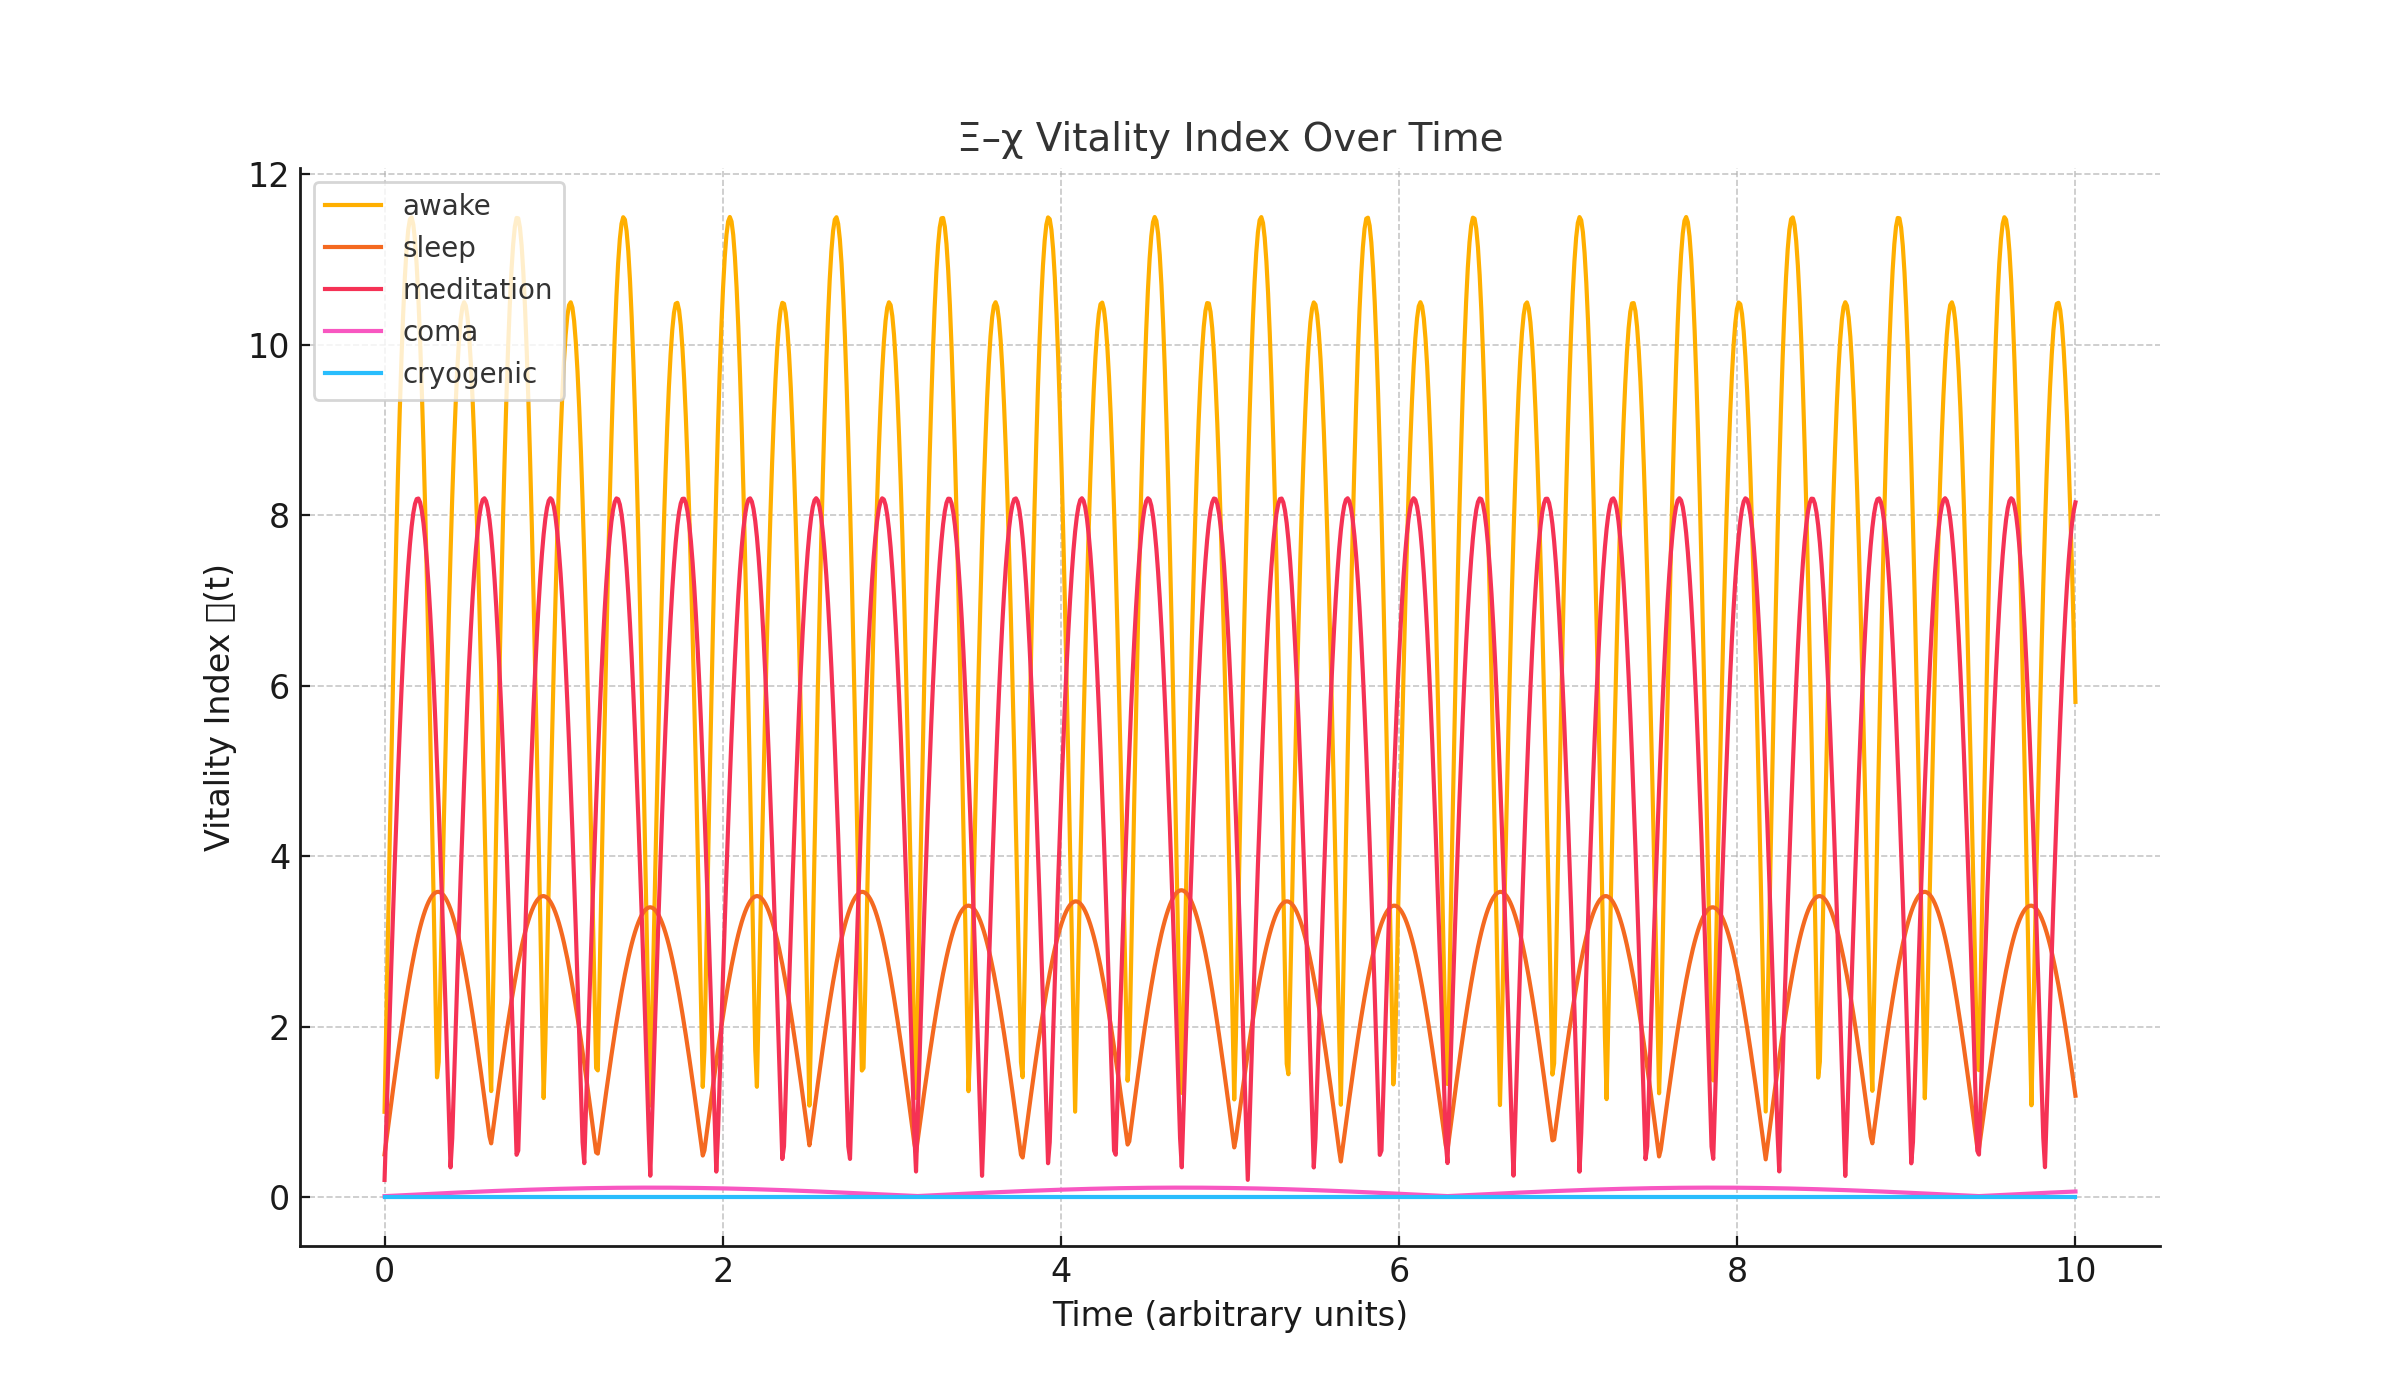 Ξ–χ Vitality Index Over Time
12
10
8
6
4
2
0
Vitality Index (t)
awake
sleep
meditation
coma
cryogenic
0 2 4 6 8 10
Time (arbitrary units)